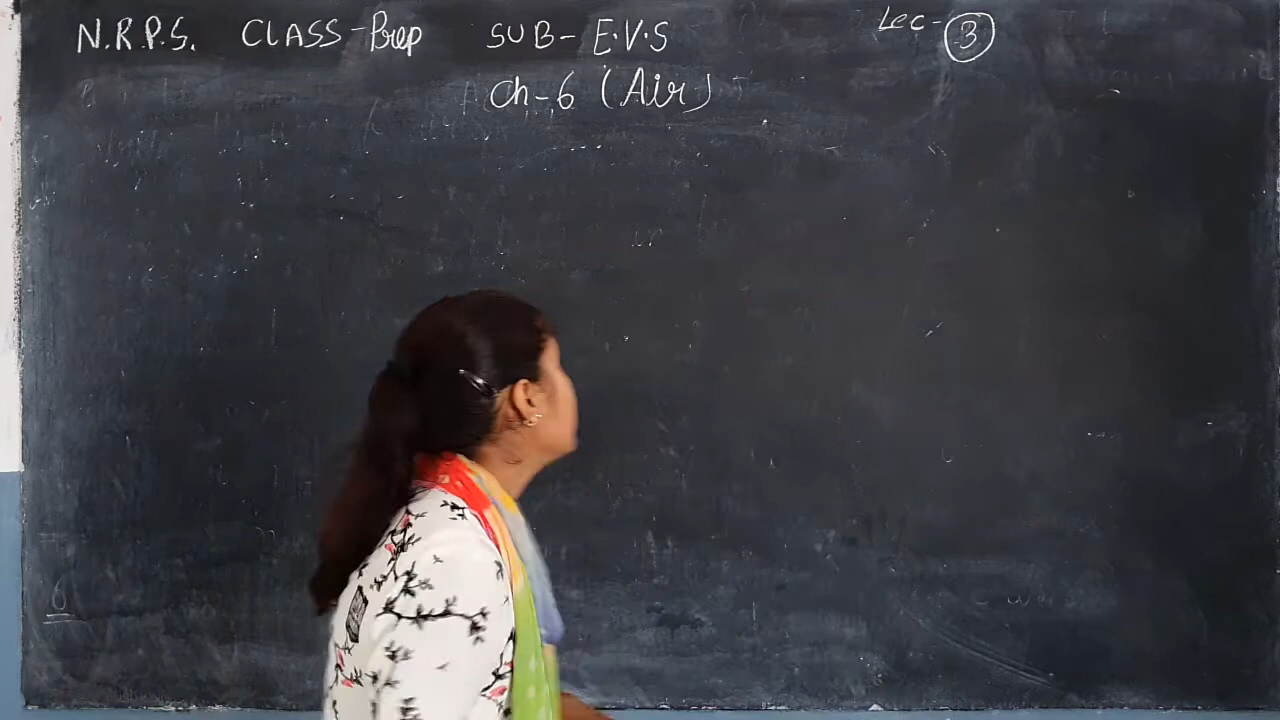 N.R.P.S. CLASS-Prep SUB- E.V.S Lec- 3
Ch-6 (Air)